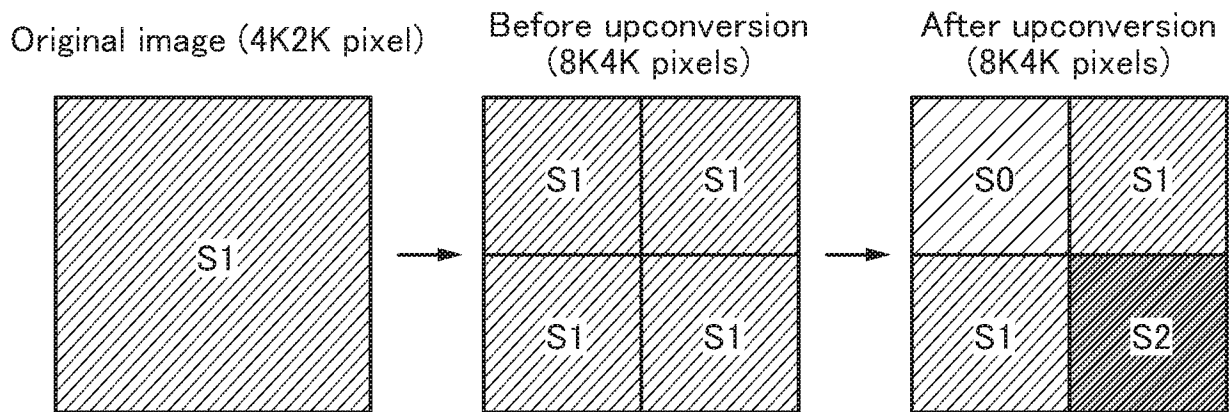 Original image (4K2K pixel)
Before upconversion
(8K4K pixels)
After upconversion
(8K4K pixels)
S1
S1 S1
S1 S1
S0 S1
S1 S2